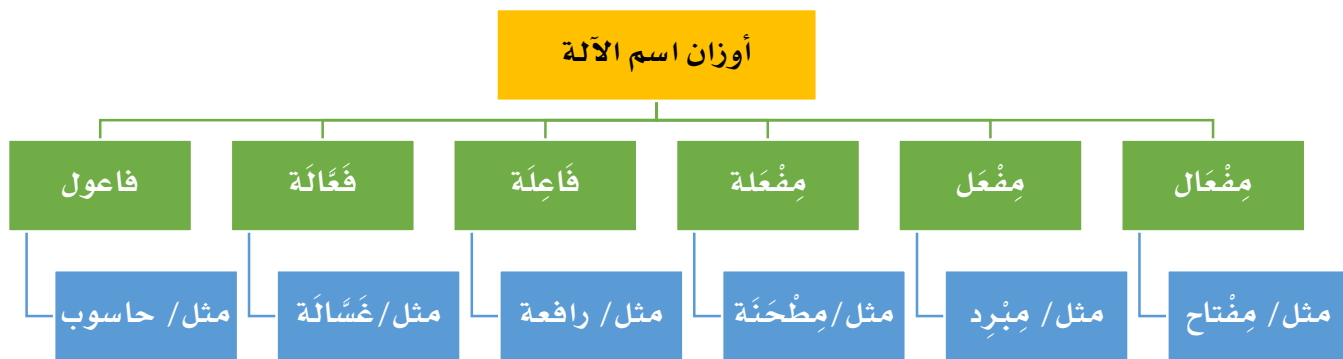 أوزان اسم الآلة
مِفْعَال
مِفْعَل
مِفْعَلة
فَاعِلَة
فَعَّالَة
فاعول
مثل/ مِفْتاح
مثل/ مِبْرِد
مثل/مِطْحَنَة
مثل/ رافعة
مثل/غَسَّالَة
مثل/ حاسوب